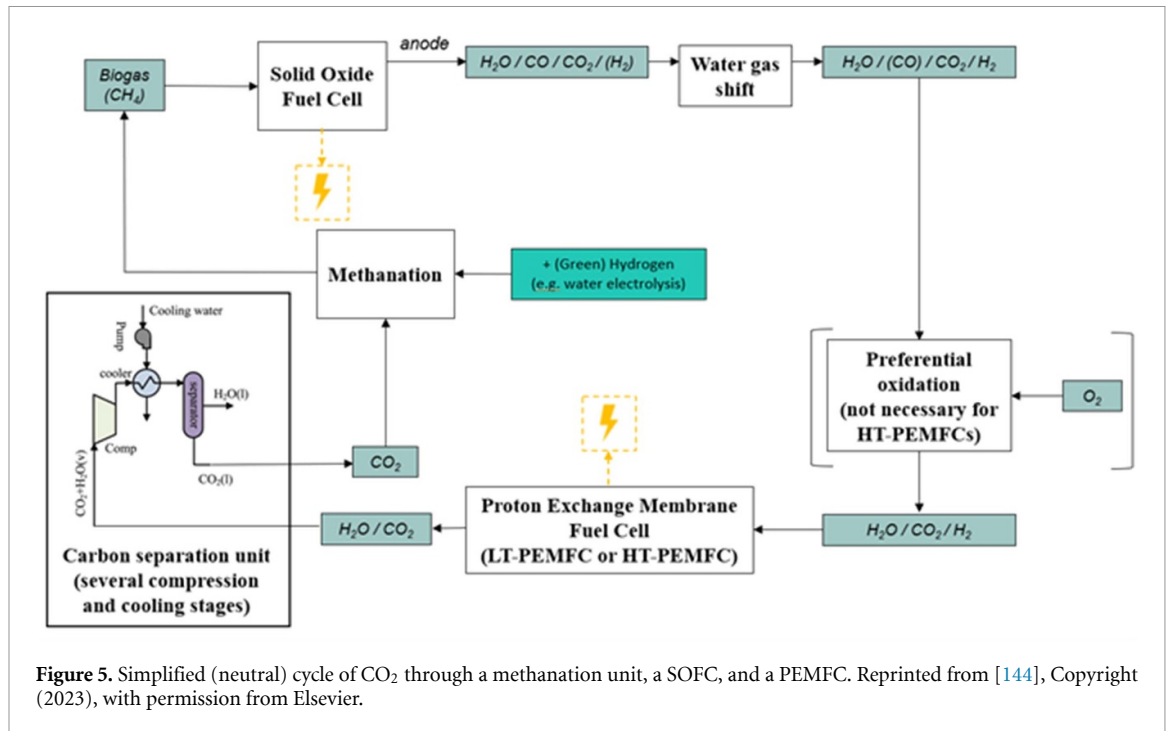 anode
Biogas
(CH₄)
Solid Oxide
Fuel Cell
H₂O / CO / CO₂ / (H₂)
Water gas
shift
H₂O / (CO) / CO₂ / H₂
Methanation
+ (Green) Hydrogen
(e.g. water electrolysis)
Cooling water
Pump
cooler
separator
H₂O(l)
Comp
CO₂(l)
CO₂+H₂O(v)
Carbon separation unit
(several compression
and cooling stages)
CO₂
H₂O / CO₂
Proton Exchange Membrane
Fuel Cell
(LT-PEMFC or HT-PEMFC)
Preferential
oxidation
(not necessary for
HT-PEMFCs)
O₂
H₂O / CO₂ / H₂
Figure 5. Simplified (neutral) cycle of CO₂ through a methanation unit, a SOFC, and a PEMFC. Reprinted from [144], Copyright
(2023), with permission from Elsevier.